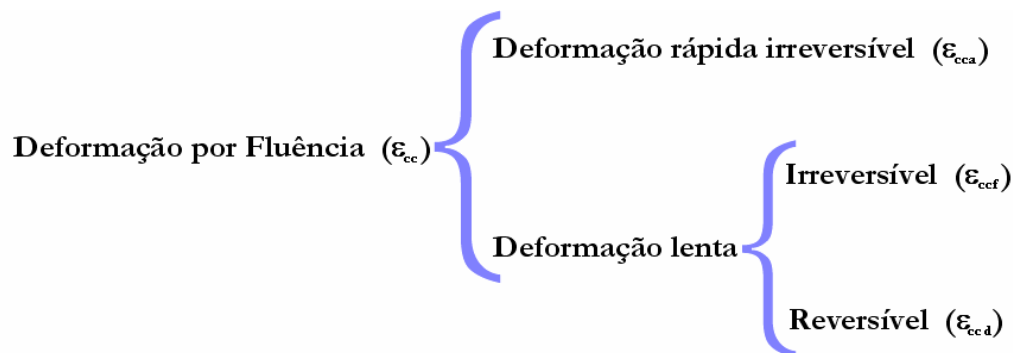 Deformação rápida irreversível (εcca)
Deformação por Fluência (εcc)
Irreversível (εccf)
Deformação lenta
Reversível (εccd)